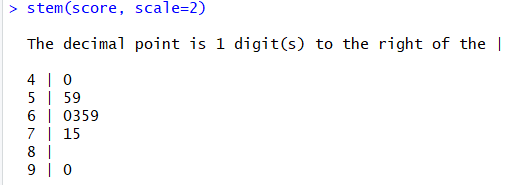 > stem(score, scale=2)
The decimal point is 1 digit(s) to the right of the |
4 | 0
5 | 59
6 | 0359
7 | 15
8 |
9 | 0